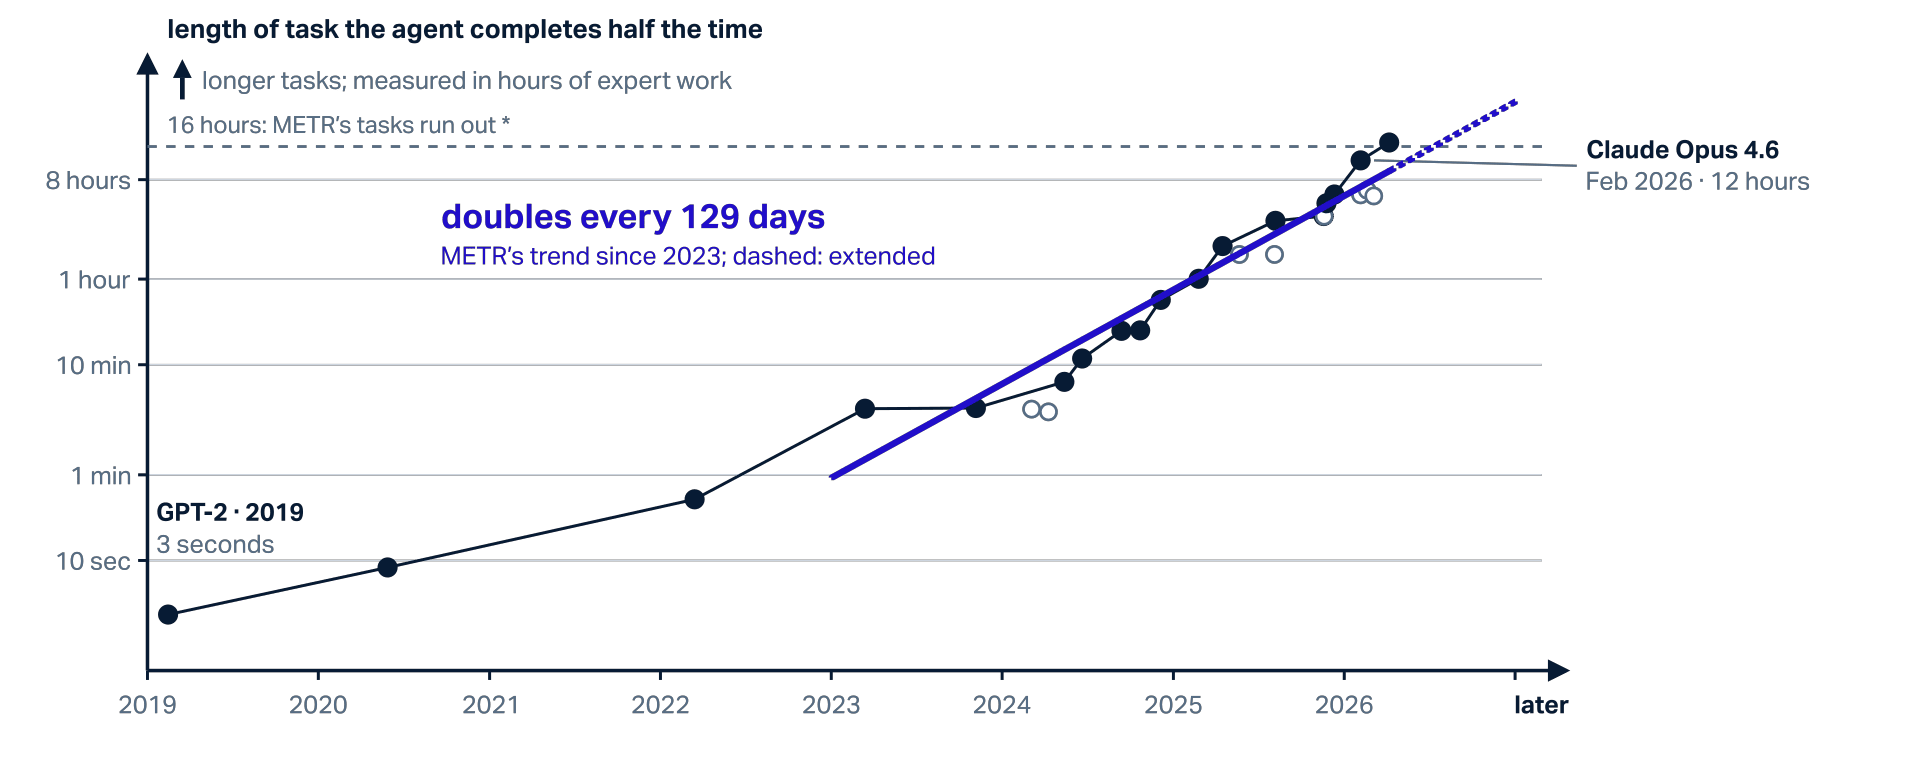 length of task the agent completes half the time
longer tasks; measured in hours of expert work
16 hours: METR’s tasks run out *
Claude Opus 4.6
Feb 2026 · 12 hours
8 hours
doubles every 129 days
METR’s trend since 2023; dashed: extended
1 hour
10 min
1 min
GPT-2 · 2019
3 seconds
10 sec
2019 2020 2021 2022 2023 2024 2025 2026 later